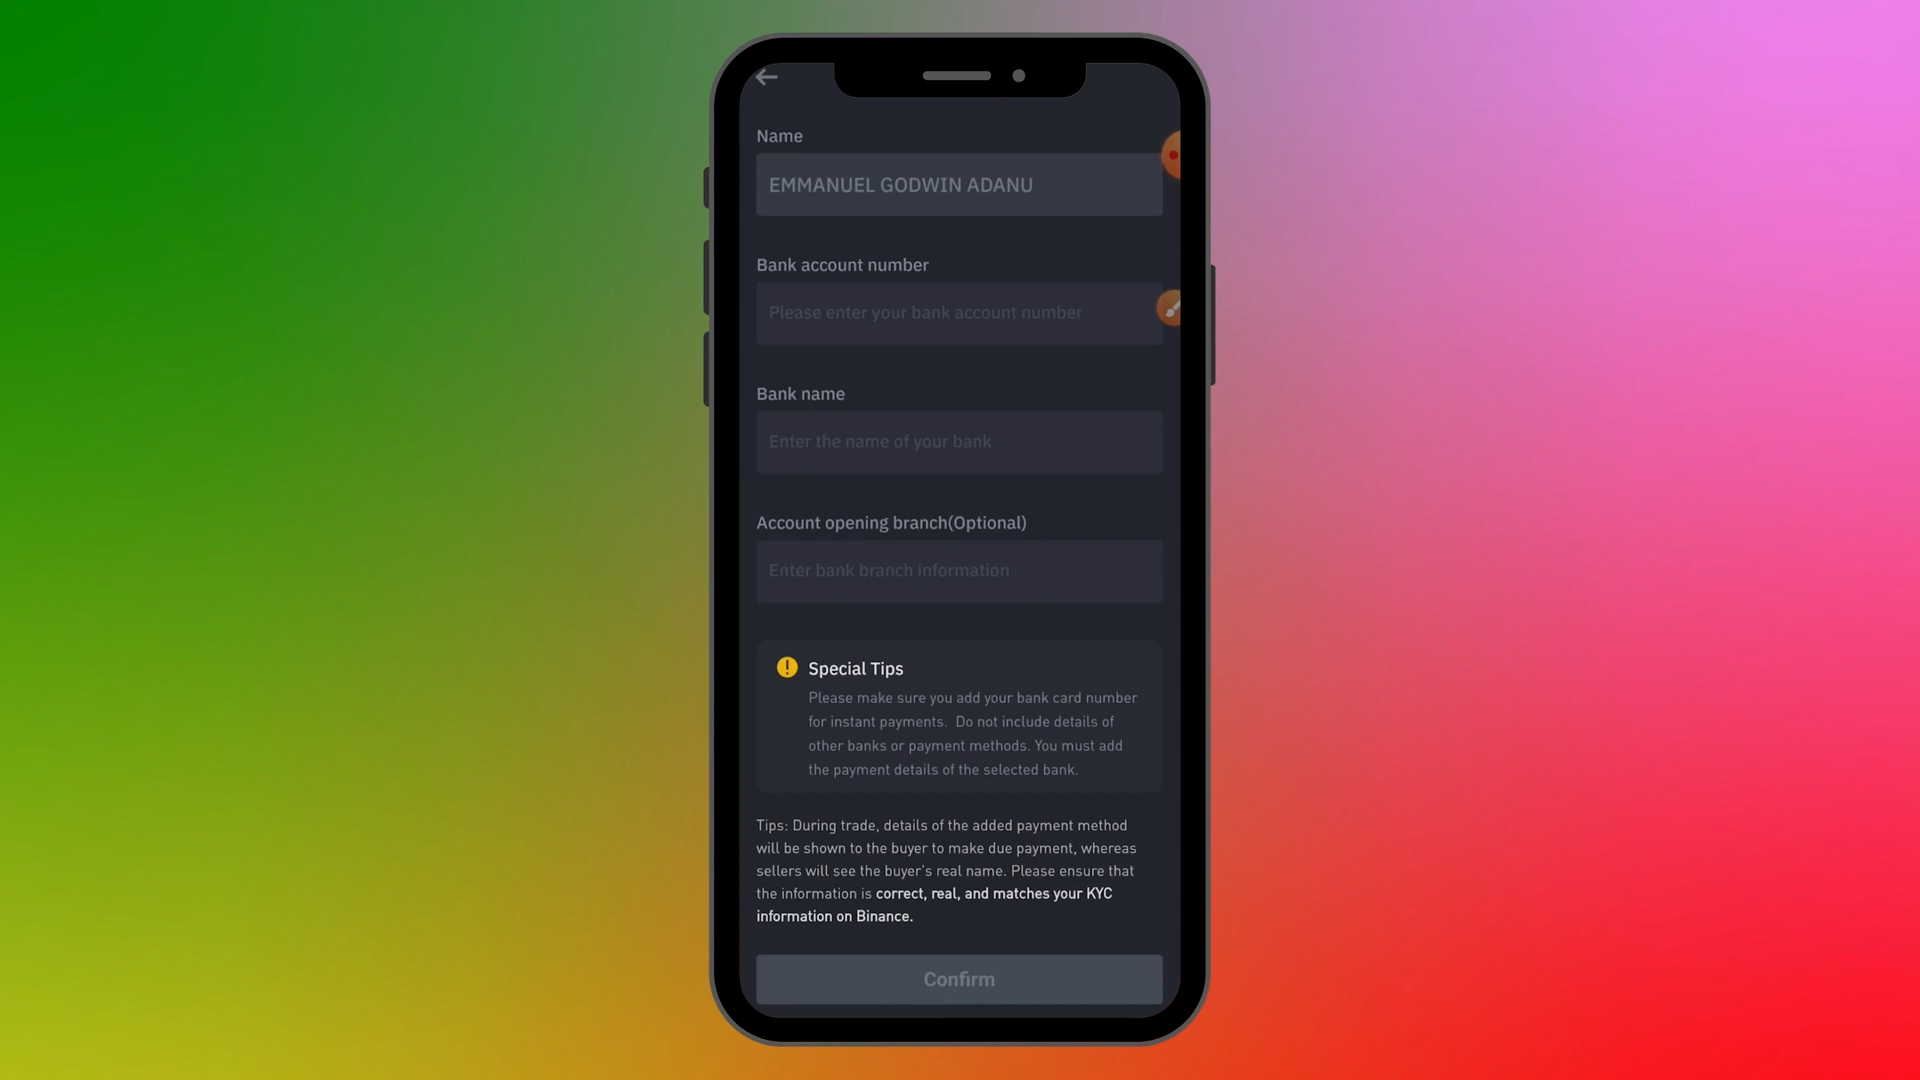 Name
EMMANUEL GODWIN ADANU
Bank account number
Please enter your bank account number
Bank name
Enter the name of your bank
Account opening branch(Optional)
Enter bank branch information
Special Tips
Please make sure you add your bank card number
for instant payments.  Do not include details of
other banks or payment methods. You must add
the payment details of the selected bank.
Tips: During trade, details of the added payment method
will be shown to the buyer to make due payment, whereas
sellers will see the buyer's real name. Please ensure that
the information is correct, real, and matches your KYC
information on Binance.
Confirm